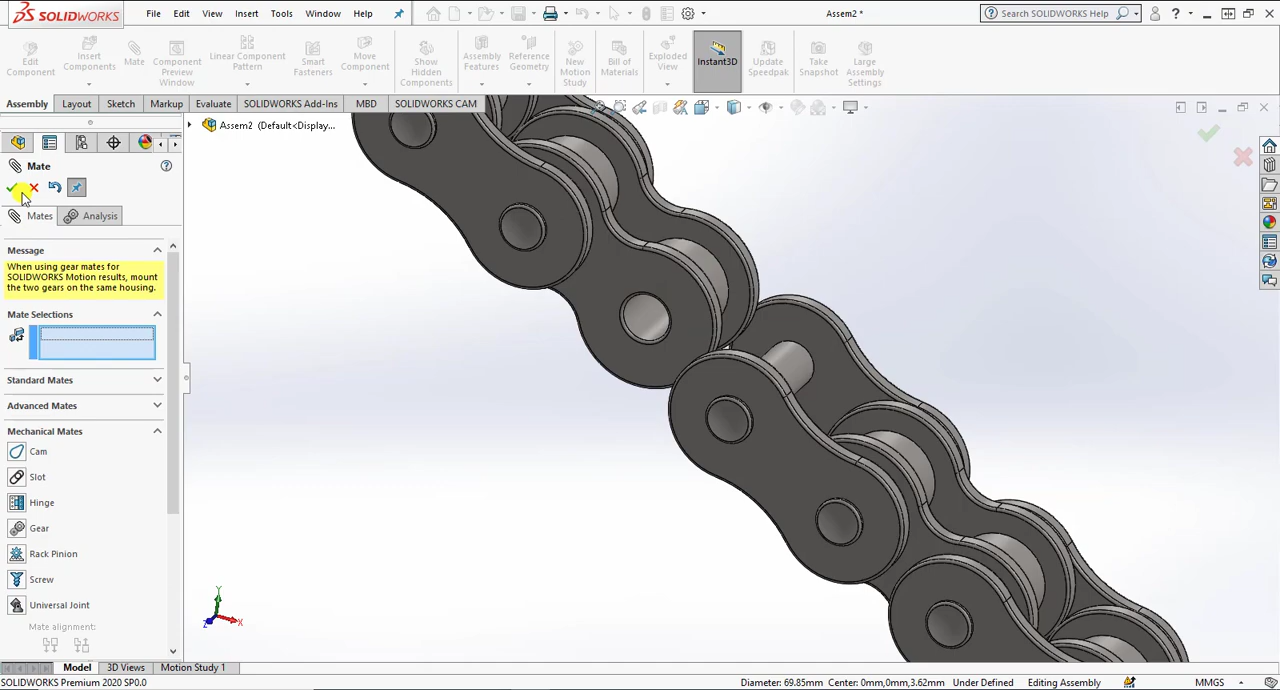 SOLIDWORKS
File Edit View Insert Tools Window Help
Assem2 *
Search SOLIDWORKS Help
Edit Component
Insert Components
Mate
Component Preview Window
Linear Component Pattern
Smart Fasteners
Move Component
Show Hidden Components
Assembly Features
Reference Geometry
New Motion Study
Bill of Materials
Exploded View
Instant3D
Update Speedpak
Take Snapshot
Large Assembly Settings
Assembly Layout Sketch Markup Evaluate SOLIDWORKS Add-Ins MBD SOLIDWORKS CAM
Assem2 (Default<Display...
Mate
Mates Analysis
Message
When using gear mates for
SOLIDWORKS Motion results, mount
the two gears on the same housing.
Mate Selections
Standard Mates
Advanced Mates
Mechanical Mates
Cam
Slot
Hinge
Gear
Rack Pinion
Screw
Universal Joint
Mate alignment:
Y
X
Z
Model 3D Views Motion Study 1
SOLIDWORKS Premium 2020 SP0.0
Diameter: 69.85mm Center: 0mm,0mm,3.62mm Under Defined Editing Assembly MMGS